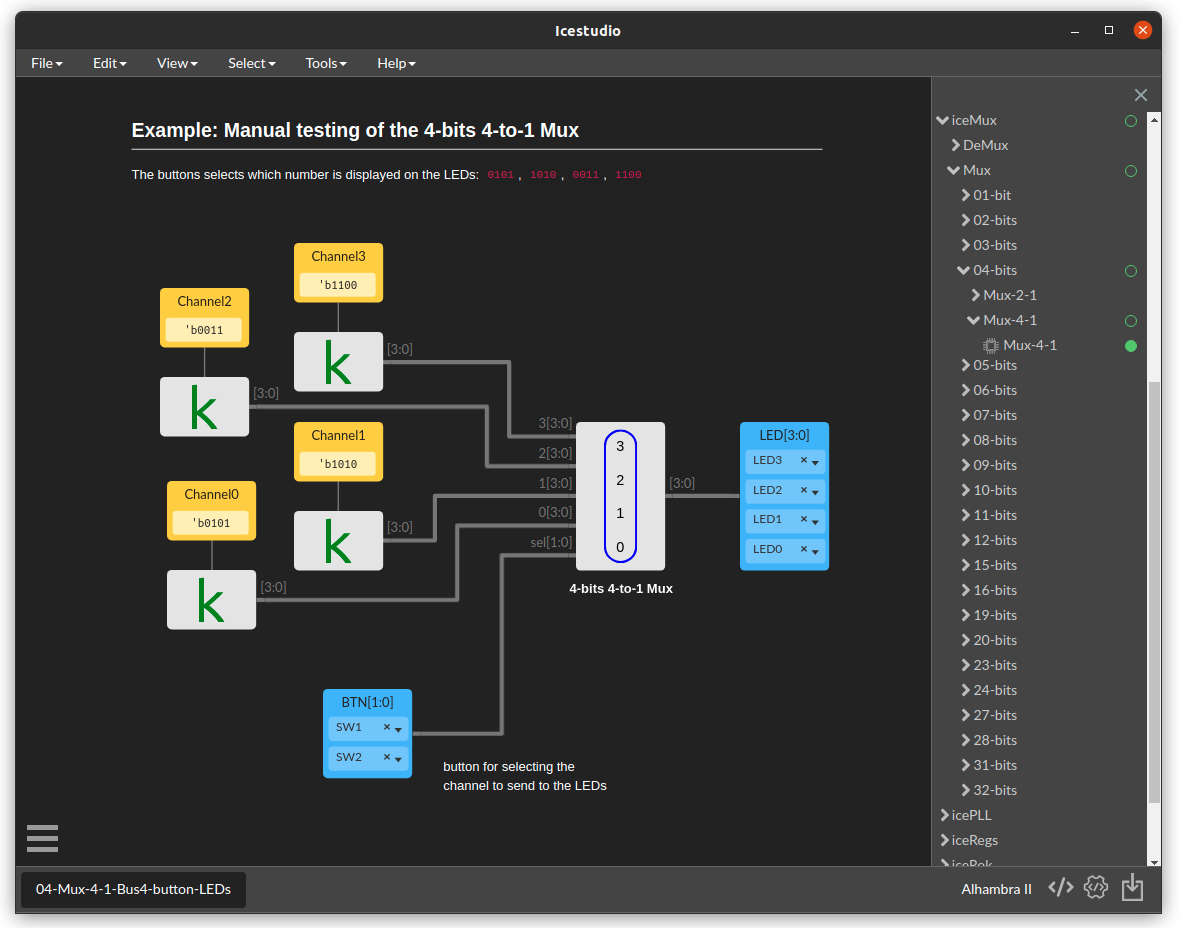 Icestudio
File Edit View Select Tools Help
Example: Manual testing of the 4-bits 4-to-1 Mux
The buttons selects which number is displayed on the LEDs: 0101 , 1010 , 0011 , 1100
Channel3
'b1100
k
[3:0]
Channel2
'b0011
k
[3:0]
Channel1
'b1010
k
[3:0]
Channel0
'b0101
k
[3:0]
3[3:0]
2[3:0]
1[3:0]
0[3:0]
sel[1:0]
3
2
1
0
4-bits 4-to-1 Mux
[3:0]
LED[3:0]
LED3
LED2
LED1
LED0
BTN[1:0]
SW1
SW2
button for selecting the
channel to send to the LEDs
iceMux
DeMux
Mux
01-bit
02-bits
03-bits
04-bits
Mux-2-1
Mux-4-1
Mux-4-1
05-bits
06-bits
07-bits
08-bits
09-bits
10-bits
11-bits
12-bits
15-bits
16-bits
19-bits
20-bits
23-bits
24-bits
27-bits
28-bits
31-bits
32-bits
icePLL
iceRegs
04-Mux-4-1-Bus4-button-LEDs
Alhambra II